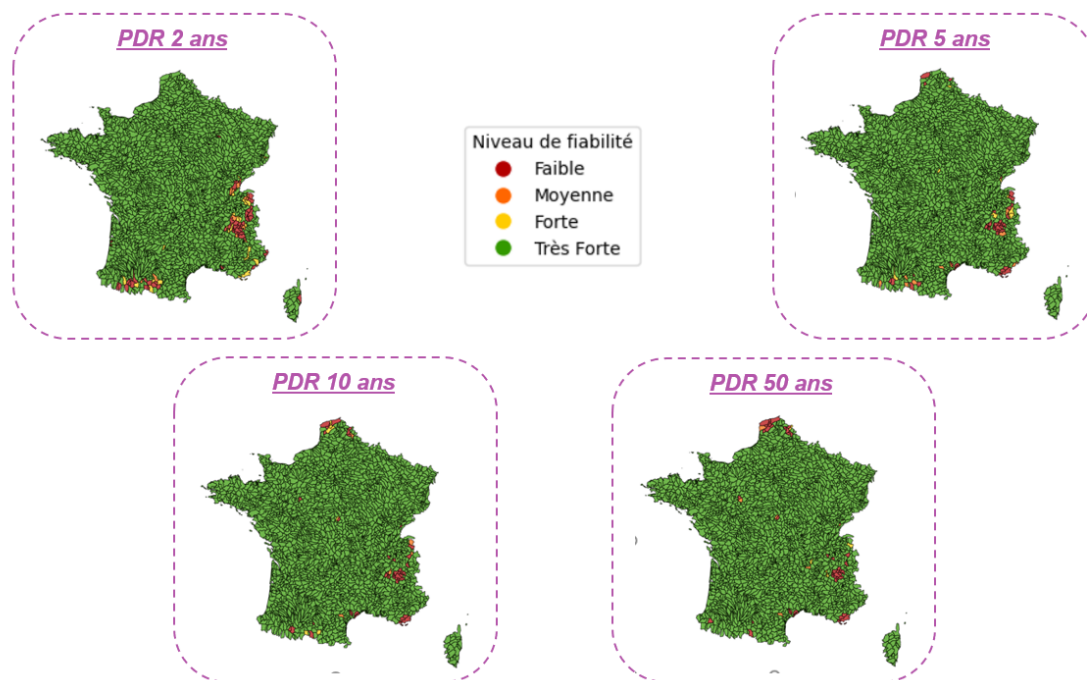 PDR 2 ans
PDR 5 ans
Niveau de fiabilité
Faible
Moyenne
Forte
Très Forte
PDR 10 ans
PDR 50 ans